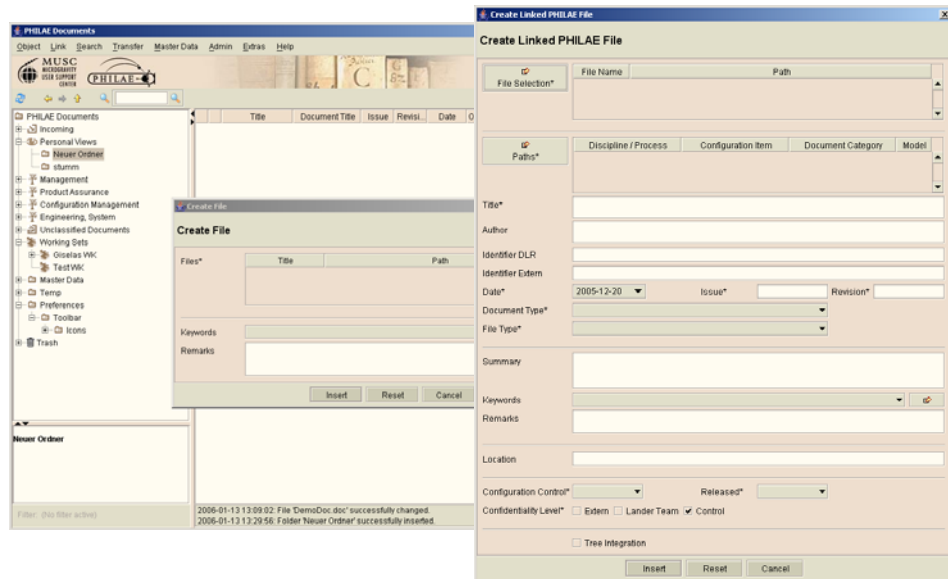 PHILAE Documents
Object Link Search Transfer Master Data Admin Extras Help
MUSC
MICROGRAVITY
USER SUPPORT
CENTER
PHILAE
PHILAE Documents
Incoming
Personal Views
Neuer Ordner
stumm
Management
Product Assurance
Configuration Management
Engineering, System
Unclassified Documents
Working Sets
Giselas WK
TestWK
Master Data
Temp
Preferences
Toolbar
Icons
Trash
Title Document Title Issue Revisi... Date
Neuer Ordner
Filter: (No filter active)
2006-01-13 13:09:02: File 'DemoDoc.doc' successfully changed.
2006-01-13 13:29:56: Folder 'Neuer Ordner' successfully inserted.
Create File
Create File
Files*
Title Path
Keywords
Remarks
Insert Reset Cancel
Create Linked PHILAE File
Create Linked PHILAE File
File Selection*
File Name Path
Paths*
Discipline / Process Configuration Item Document Category Model
Title*
Author
Identifier DLR
Identifier Extern
Date* 2005-12-20 Issue* Revision*
Document Type*
File Type*
Summary
Keywords
Remarks
Location
Configuration Control* Released*
Confidentiality Level* Extern Lander Team Control
Tree Integration
Insert Reset Cancel